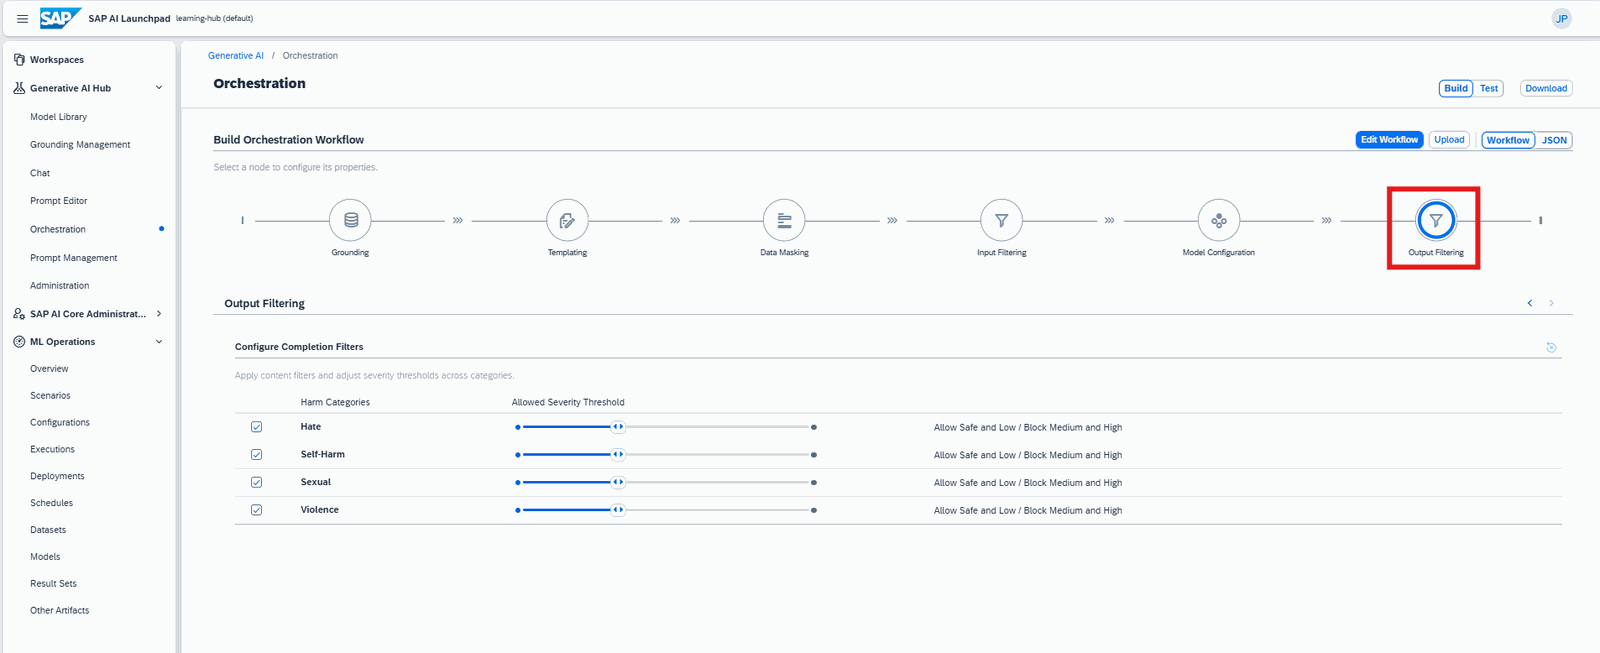 SAP SAP AI Launchpad learning-hub (default) JP
Workspaces
Generative AI Hub
Model Library
Grounding Management
Chat
Prompt Editor
Orchestration
Prompt Management
Administration
SAP AI Core Administrat...
ML Operations
Overview
Scenarios
Configurations
Executions
Deployments
Schedules
Datasets
Models
Result Sets
Other Artifacts
Generative AI / Orchestration
Orchestration
Build Test Download
Build Orchestration Workflow
Edit Workflow Upload Workflow JSON
Select a node to configure its properties.
Grounding Templating Data Masking Input Filtering Model Configuration Output Filtering
Output Filtering
Configure Completion Filters
Apply content filters and adjust severity thresholds across categories.
Harm Categories Allowed Severity Threshold
Hate Allow Safe and Low / Block Medium and High
Self-Harm Allow Safe and Low / Block Medium and High
Sexual Allow Safe and Low / Block Medium and High
Violence Allow Safe and Low / Block Medium and High